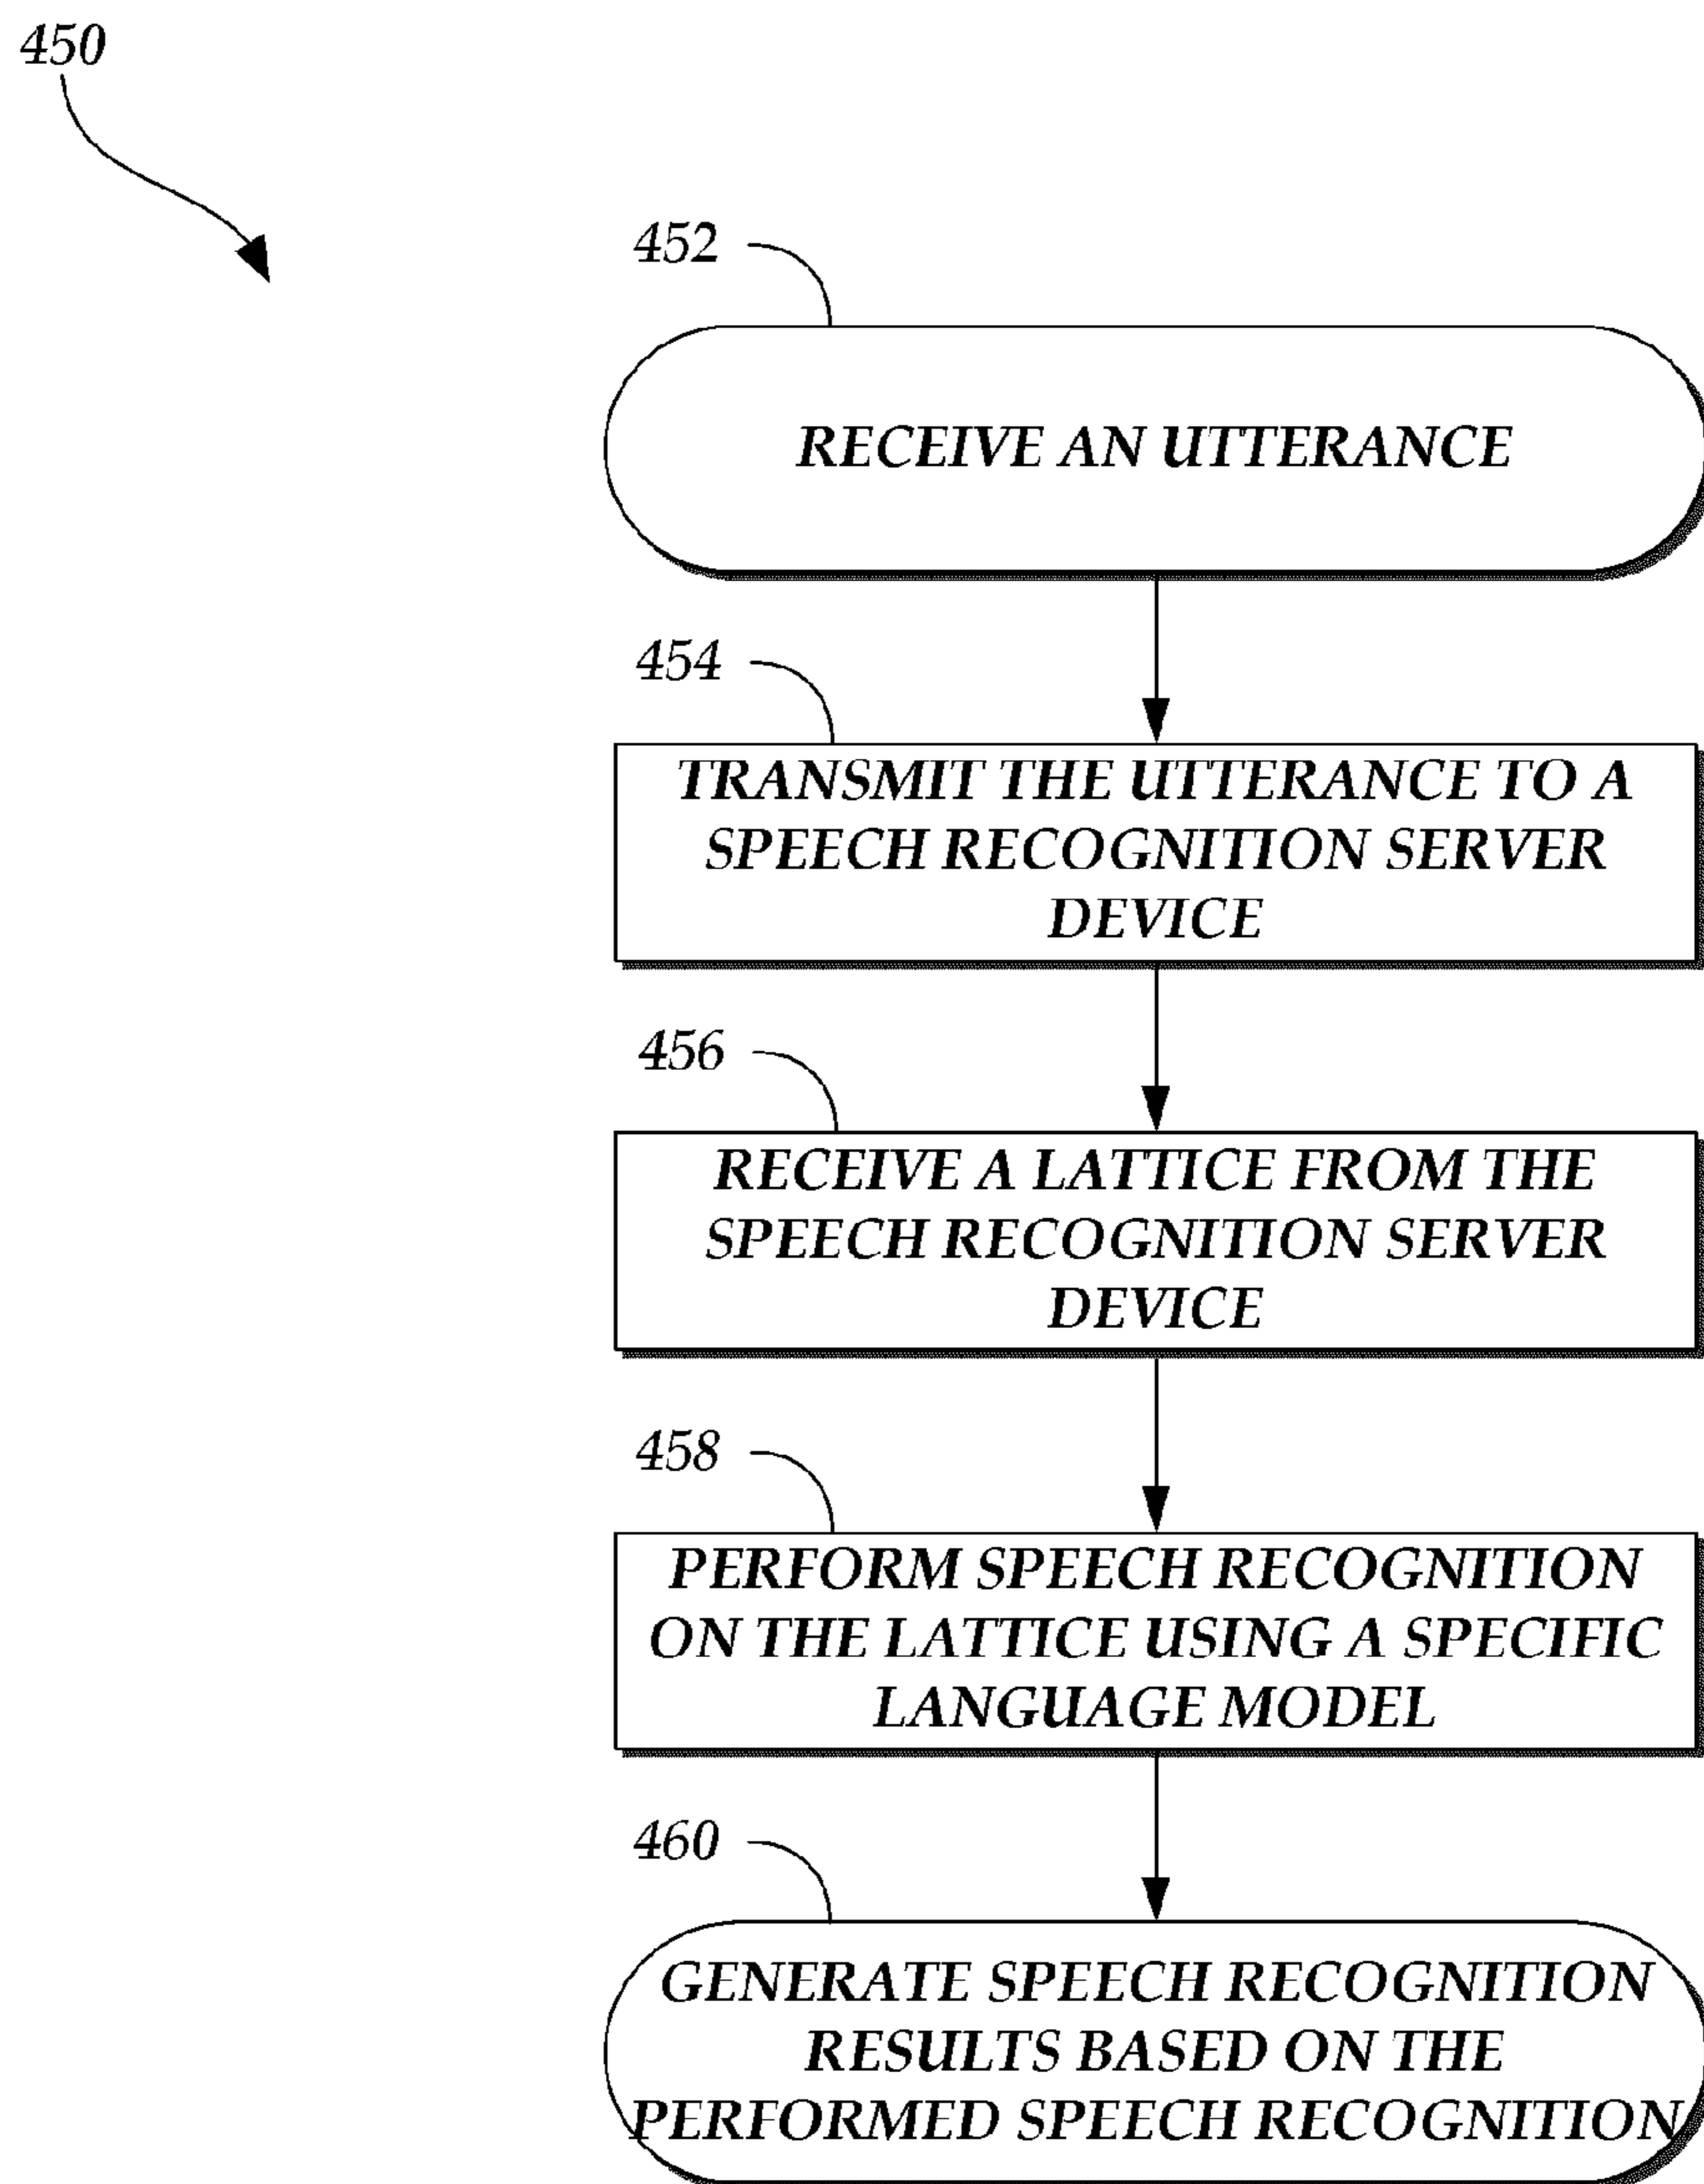 450
452
RECEIVE AN UTTERANCE
454
TRANSMIT THE UTTERANCE TO A
SPEECH RECOGNITION SERVER
DEVICE
456
RECEIVE A LATTICE FROM THE
SPEECH RECOGNITION SERVER
DEVICE
458
PERFORM SPEECH RECOGNITION
ON THE LATTICE USING A SPECIFIC
LANGUAGE MODEL
460
GENERATE SPEECH RECOGNITION
RESULTS BASED ON THE
PERFORMED SPEECH RECOGNITION